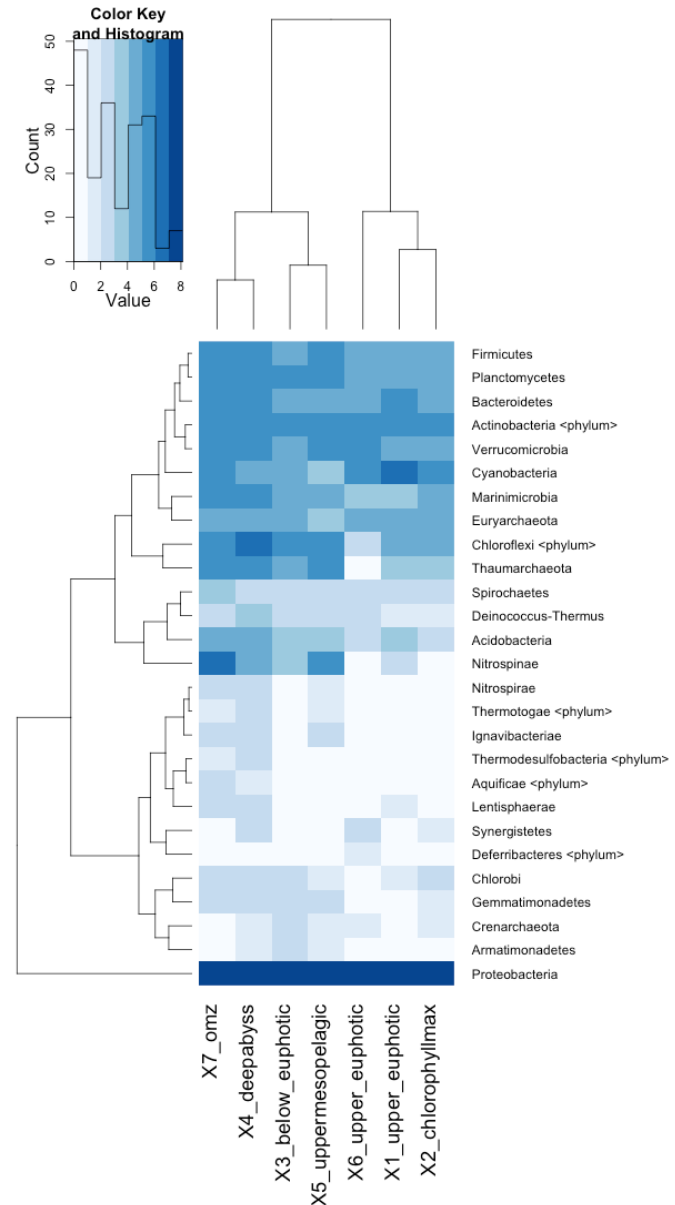 Color Key
and Histogram
Count
0
10
20
30
40
50
0 2 4 6 8
Value
Firmicutes
Planctomycetes
Bacteroidetes
Actinobacteria <phylum>
Verrucomicrobia
Cyanobacteria
Marinimicrobia
Euryarchaeota
Chloroflexi <phylum>
Thaumarchaeota
Spirochaetes
Deinococcus-Thermus
Acidobacteria
Nitrospinae
Nitrospirae
Thermotogae <phylum>
Ignavibacteriae
Thermodesulfobacteria <phylum>
Aquificae <phylum>
Lentisphaerae
Synergistetes
Deferribacteres <phylum>
Chlorobi
Gemmatimonadetes
Crenarchaeota
Armatimonadetes
Proteobacteria
X7_omz
X4_deepabyss
X3_below_euphotic
X5_uppermesopelagic
X6_upper_euphotic
X1_upper_euphotic
X2_chlorophyllmax